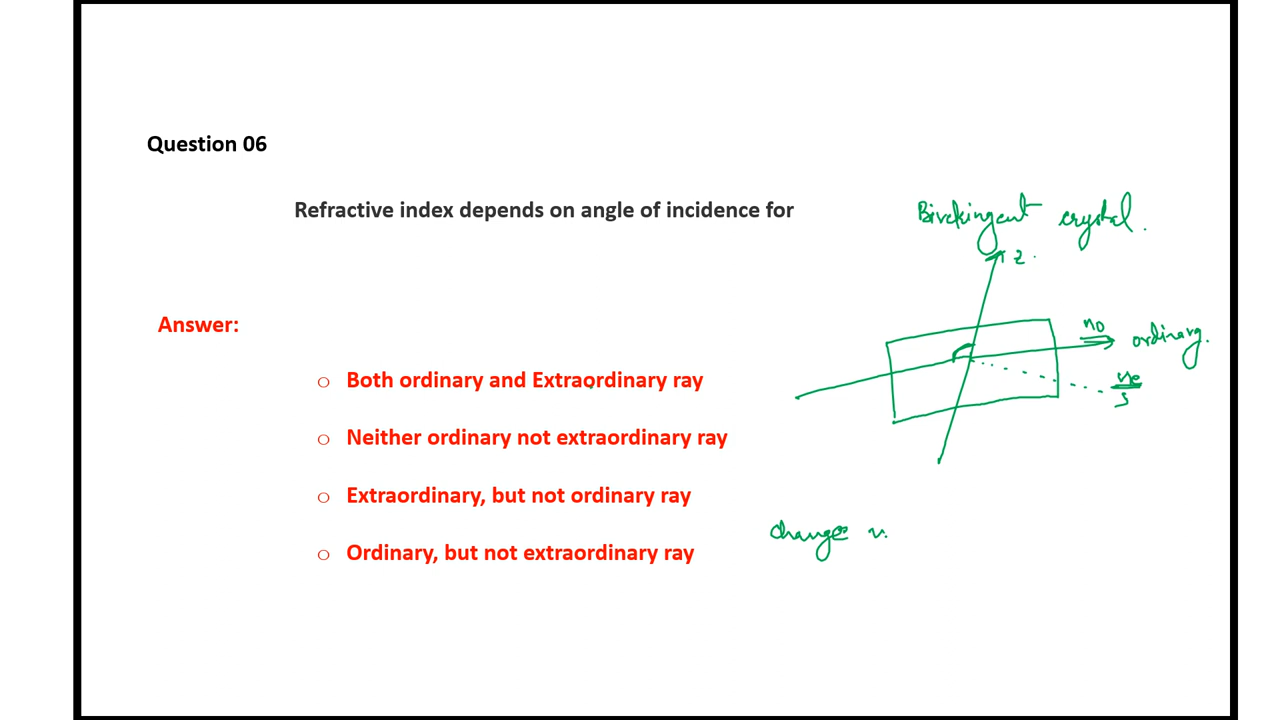 Question 06
Refractive index depends on angle of incidence for
Birefringent crystal.
z.
Answer:
no
ordinary.
Both ordinary and Extraordinary ray
ne
s
Neither ordinary not extraordinary ray
Extraordinary, but not ordinary ray
change
Ordinary, but not extraordinary ray